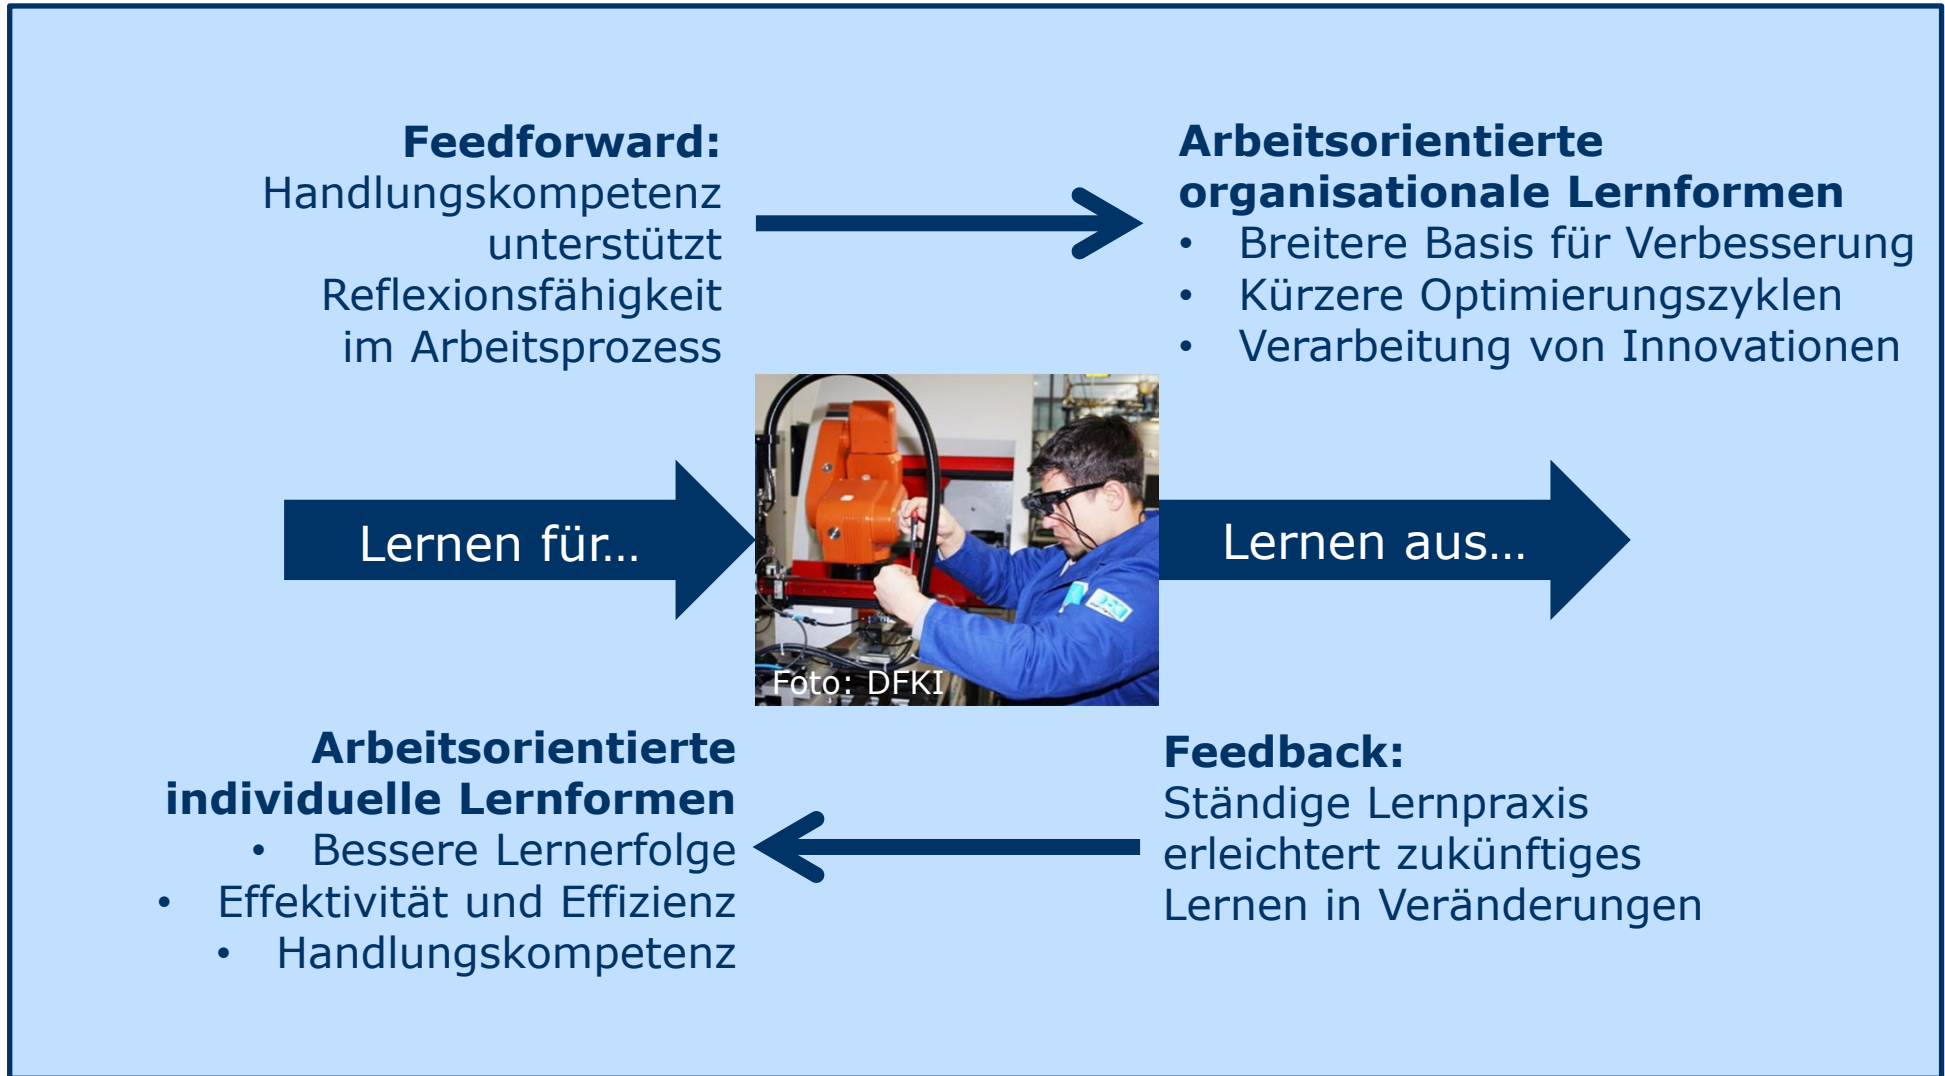 Feedforward:
Handlungskompetenz
unterstützt
Reflexionsfähigkeit
im Arbeitsprozess
Arbeitsorientierte
organisationale Lernformen
• Breitere Basis für Verbesserung
• Kürzere Optimierungszyklen
• Verarbeitung von Innovationen
Lernen für...
Foto: DFKI
Lernen aus...
Arbeitsorientierte
individuelle Lernformen
• Bessere Lernerfolge
• Effektivität und Effizienz
• Handlungskompetenz
Feedback:
Ständige Lernpraxis
erleichtert zukünftiges
Lernen in Veränderungen